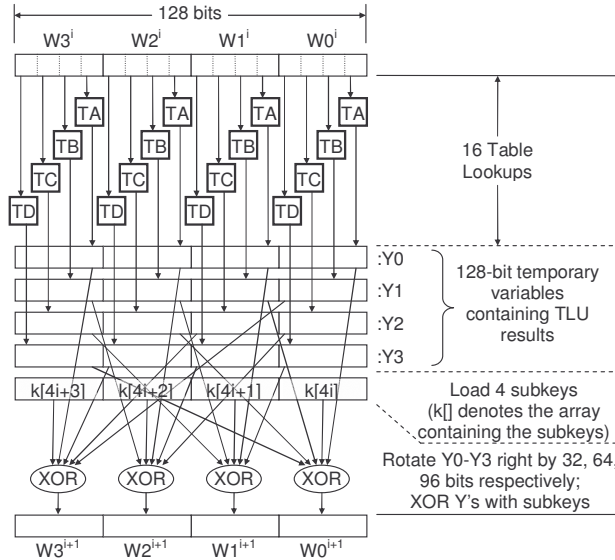 128 bits
W3^i W2^i W1^i W0^i
TA TA TA TA
TB TB TB TB
TC TC TC TC
TD TD TD TD
16 Table
Lookups
:Y0
:Y1
:Y2
:Y3
128-bit temporary
variables
containing TLU
results
k[4i+3] k[4i+2] k[4i+1] k[4i]
Load 4 subkeys
(k[] denotes the array
containing the subkeys)
XOR XOR XOR XOR
Rotate Y0-Y3 right by 32, 64,
96 bits respectively;
XOR Y's with subkeys
W3^i+1 W2^i+1 W1^i+1 W0^i+1